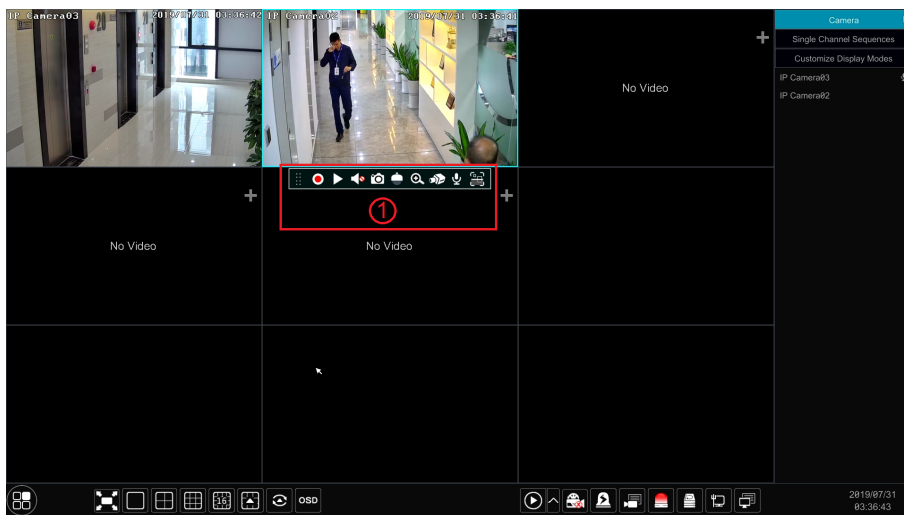 IP Camera03
2019/07/31 03:36:42
IP Camera02
2019/07/31 03:36:41
Camera
Single Channel Sequences
Customize Display Modes
IP Camera03
IP Camera02
No Video
①
No Video
No Video
16
OSD
2019/07/31
03:36:43